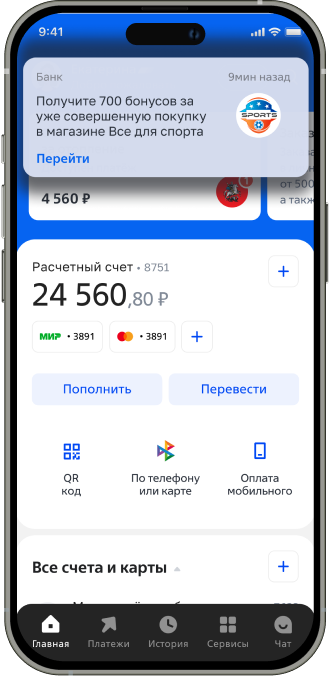 9:41
Банк
9мин назад
Получите 700 бонусов за
уже совершенную покупку
в магазине Все для спорта
SPORTS
Перейти
4 560 ₽
1
от 500
а такж
Расчетный счет • 8751
24 560,80 ₽
МИР • 3891
• 3891
Пополнить
Перевести
QR
код
По телефону
или карте
Оплата
мобильного
Все счета и карты
Главная
Платежи
История
Сервисы
Чат